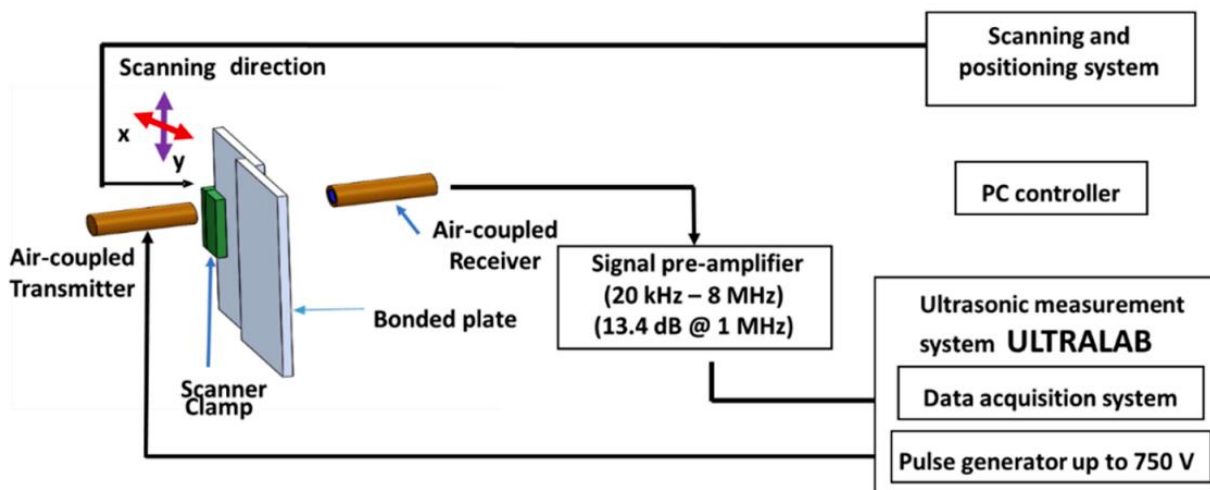 Scanning and
positioning system
Scanning direction
x
y
PC controller
Air-coupled
Transmitter
Air-coupled
Receiver
Signal pre-amplifier
(20 kHz – 8 MHz)
(13.4 dB @ 1 MHz)
Bonded plate
Scanner
Clamp
Ultrasonic measurement
system ULTRALAB
Data acquisition system
Pulse generator up to 750 V